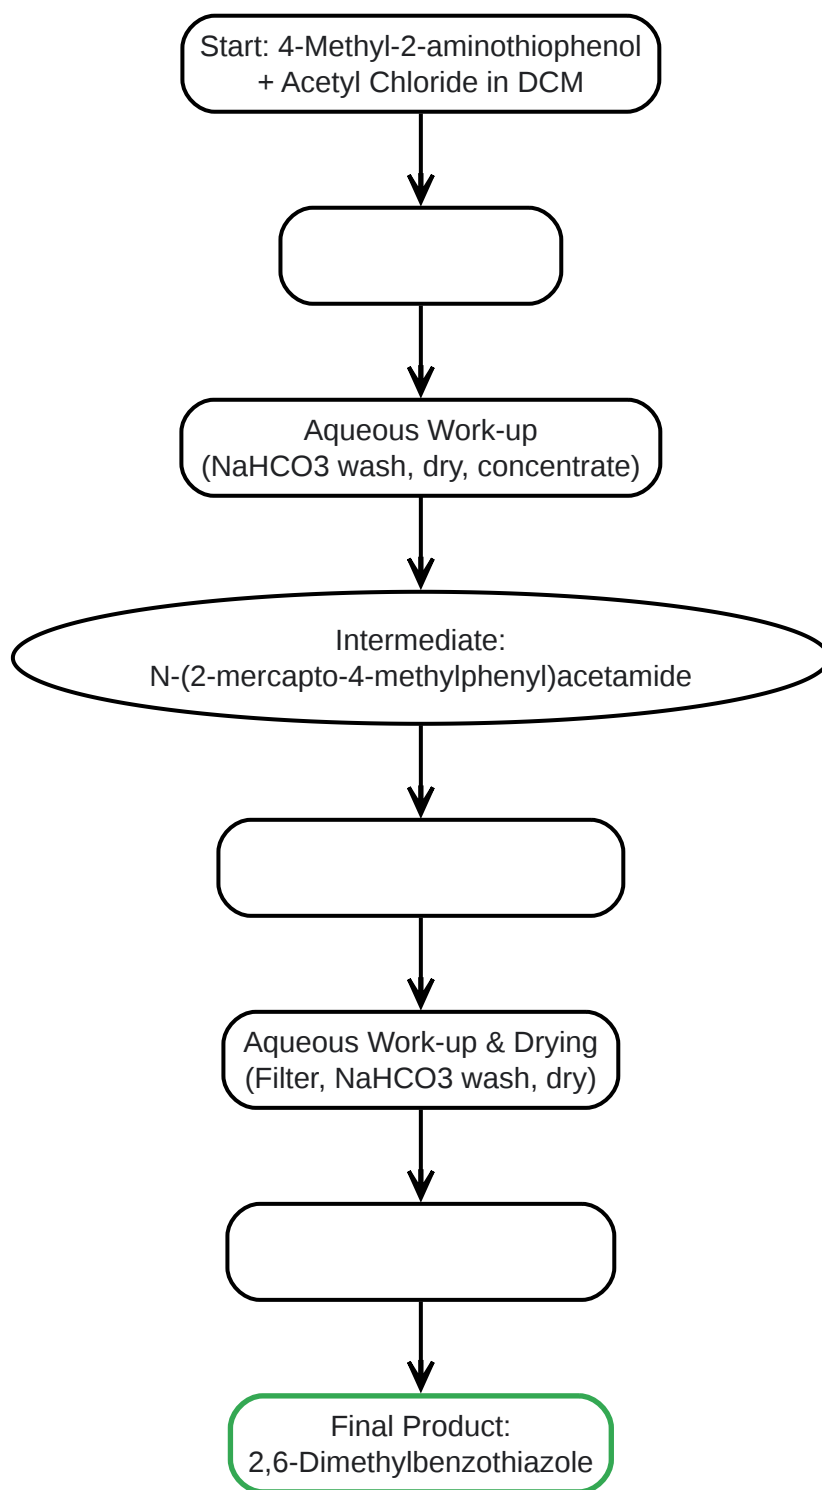 Start: 4-Methyl-2-aminothiophenol
+ Acetyl Chloride in DCM
Aqueous Work-up
(NaHCO3 wash, dry, concentrate)
Intermediate:
N-(2-mercapto-4-methylphenyl)acetamide
Aqueous Work-up & Drying
(Filter, NaHCO3 wash, dry)
Final Product:
2,6-Dimethylbenzothiazole